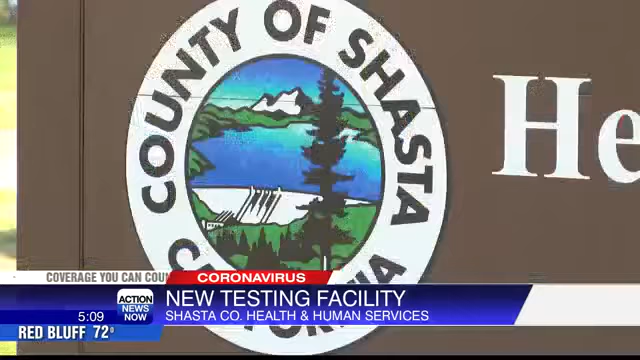 COUNTY OF SHASTA
He
COVERAGE YOU CAN COU
CORONAVIRUS
ACTION
NEWS
NOW
NEW TESTING FACILITY
5:09
SHASTA CO. HEALTH & HUMAN SERVICES
RED BLUFF 72°